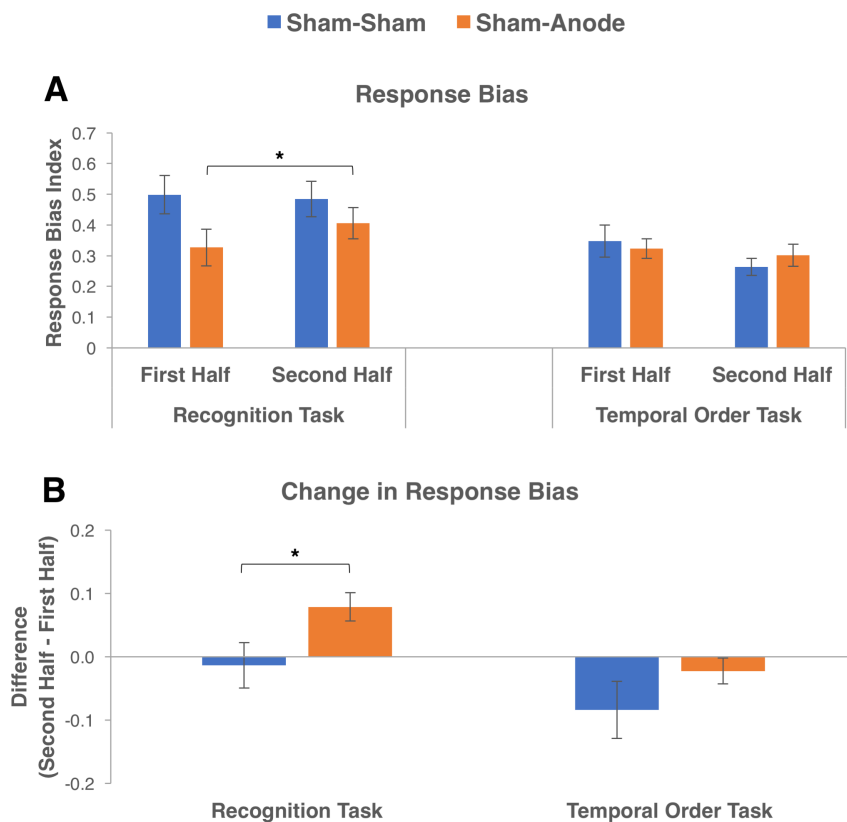 Sham-Sham Sham-Anode
A
Response Bias
Response Bias Index
0.7
0.6
0.5
0.4
0.3
0.2
0.1
0
*
First Half Second Half First Half Second Half
Recognition Task Temporal Order Task
B
Change in Response Bias
Difference
(Second Half - First Half)
0.2
0.1
0.0
-0.1
-0.2
*
Recognition Task Temporal Order Task